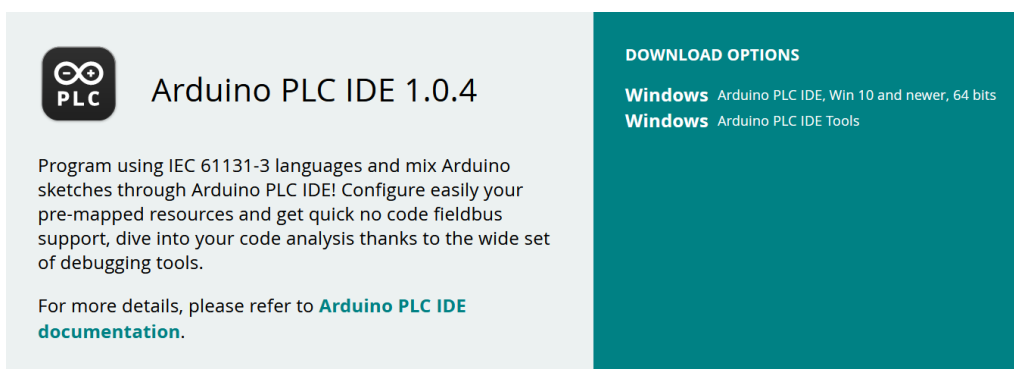 PLC
Arduino PLC IDE 1.0.4
Program using IEC 61131-3 languages and mix Arduino
sketches through Arduino PLC IDE! Configure easily your
pre-mapped resources and get quick no code fieldbus
support, dive into your code analysis thanks to the wide set
of debugging tools.
For more details, please refer to Arduino PLC IDE
documentation.
DOWNLOAD OPTIONS
Windows Arduino PLC IDE, Win 10 and newer, 64 bits
Windows Arduino PLC IDE Tools